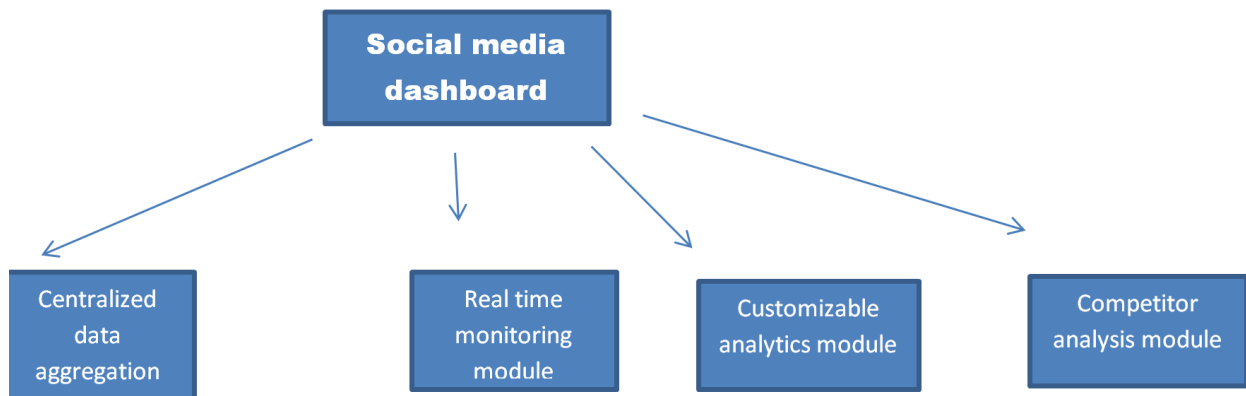 Social media
dashboard
Centralized
data
aggregation
Real time
monitoring
module
Customizable
analytics module
Competitor
analysis module